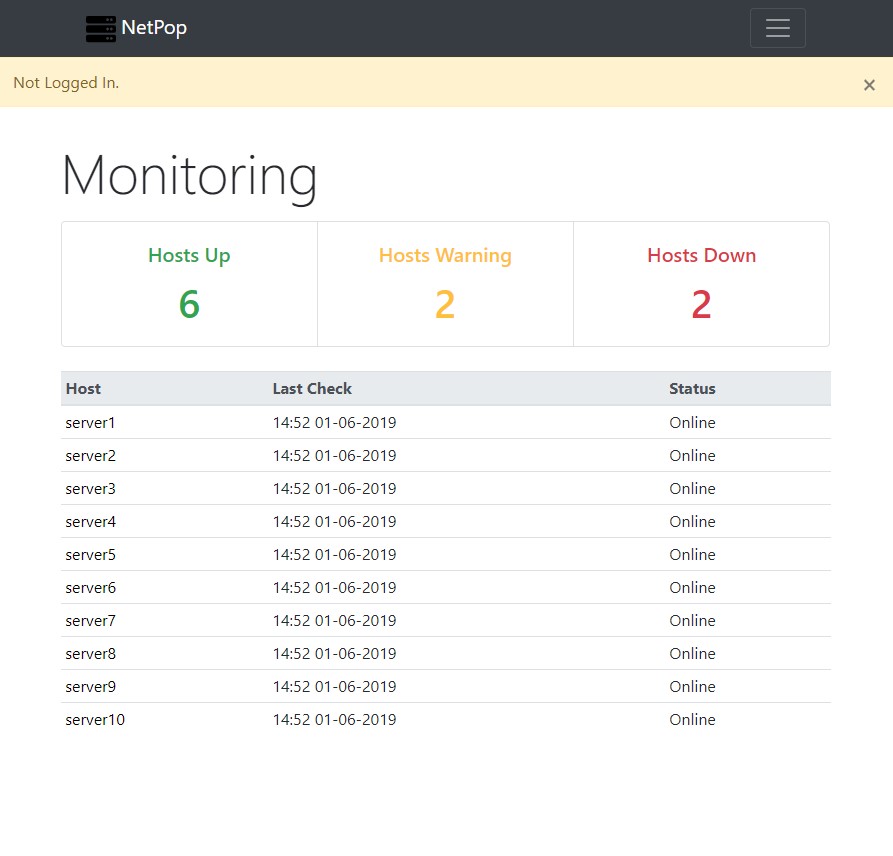 NetPop
Not Logged In.
×
Monitoring
Hosts Up
6
Hosts Warning
2
Hosts Down
2
Host Last Check Status
server1 14:52 01-06-2019 Online
server2 14:52 01-06-2019 Online
server3 14:52 01-06-2019 Online
server4 14:52 01-06-2019 Online
server5 14:52 01-06-2019 Online
server6 14:52 01-06-2019 Online
server7 14:52 01-06-2019 Online
server8 14:52 01-06-2019 Online
server9 14:52 01-06-2019 Online
server10 14:52 01-06-2019 Online